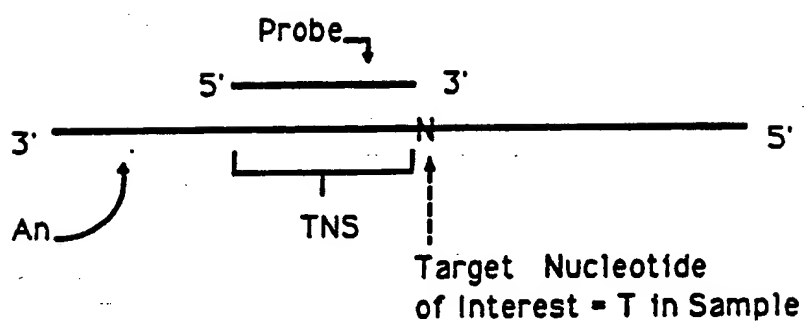 Probe
5' 3'
3' N 5'
An
TNS
Target Nucleotide
of Interest = T in Sample